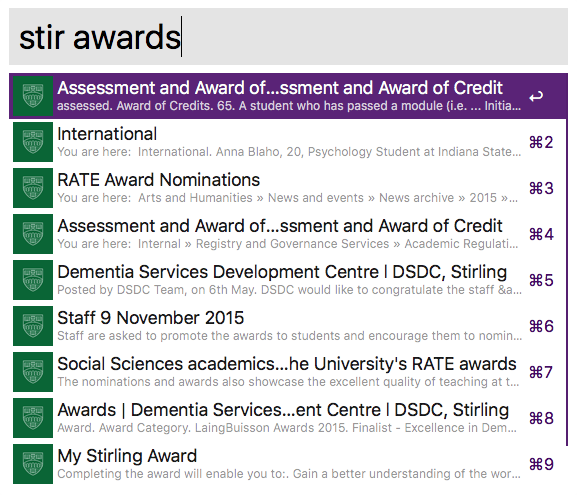 stir awards
Assessment and Award of...ssment and Award of Credit
assessed. Award of Credits. 65. A student who has passed a module (i.e. ... Initia...
↩
International
You are here:  International. Anna Blaho, 20, Psychology Student at Indiana State...
⌘2
RATE Award Nominations
You are here:  Arts and Humanities » News and events » News archive » 2015 »...
⌘3
Assessment and Award of...ssment and Award of Credit
You are here:  Internal » Registry and Governance Services » Academic Regulati...
⌘4
Dementia Services Development Centre | DSDC, Stirling
Posted by DSDC Team, on 6th May. DSDC would like to congratulate the staff &a...
⌘5
Staff 9 November 2015
Staff are asked to promote the awards to students and encourage them to nomin...
⌘6
Social Sciences academics...he University's RATE awards
The nominations and awards also showcase the excellent quality of teaching at t...
⌘7
Awards | Dementia Services...ent Centre | DSDC, Stirling
Award. Award Category. LaingBuisson Awards 2015. Finalist - Excellence in Dem...
⌘8
My Stirling Award
Completing the award will enable you to:. Gain a better understanding of the wor...
⌘9